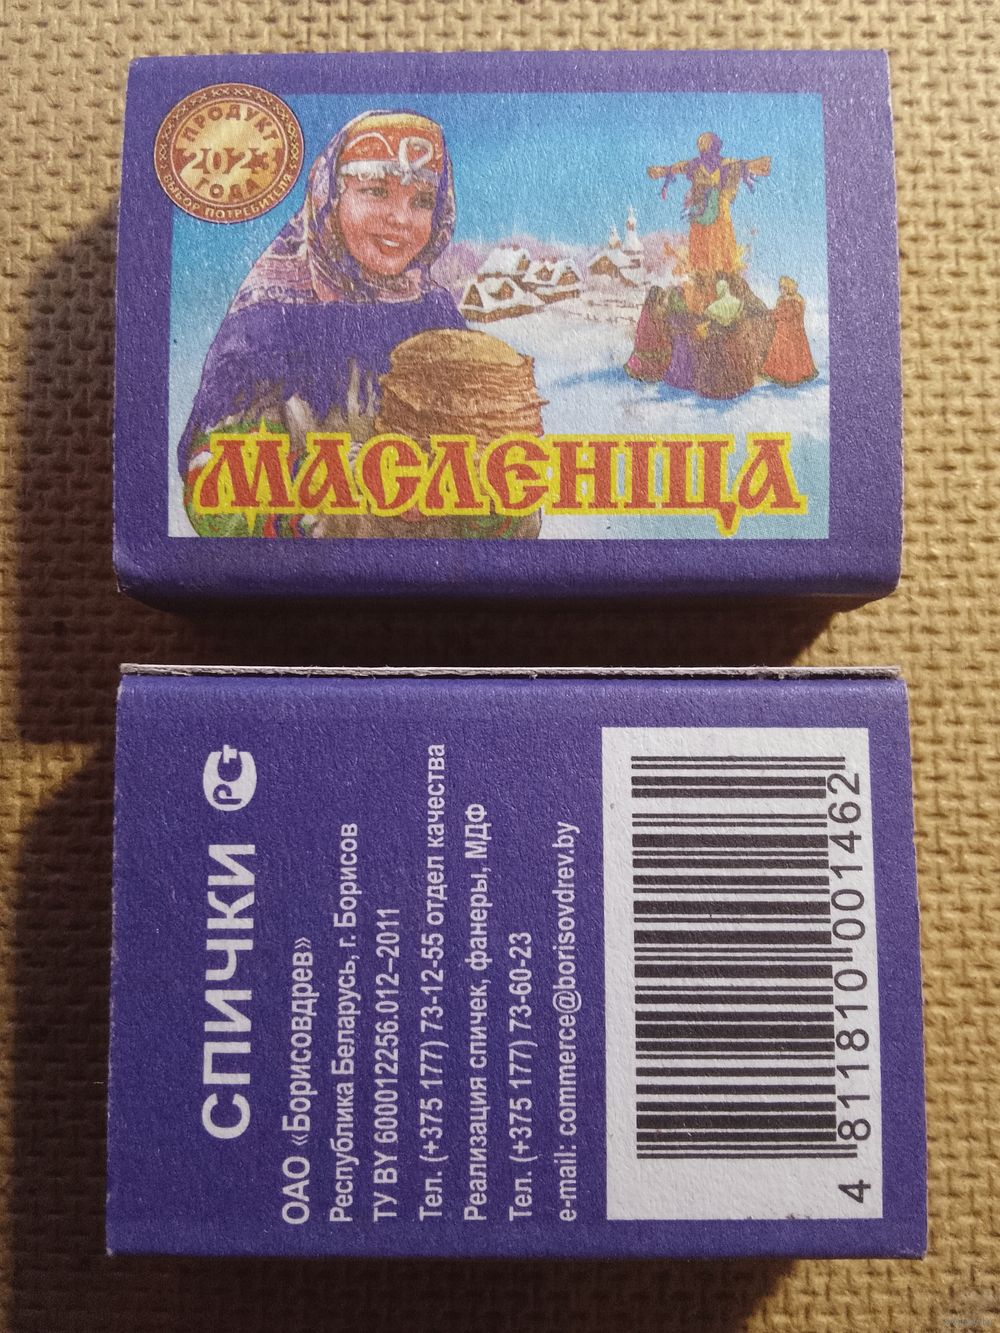 ПРОДУКТ
2023
ГОДА
ВЫБОР ПОТРЕБИТЕЛЯ
МАСЛЕНІЦА
СПИЧКИ РСТ
ОАО «Борисовдрев»
Республика Беларусь, г. Борисов
ТУ BY 600012256.012-2011
Тел. (+375 177) 73-12-55 отдел качества
Реализация спичек, фанеры, МДФ
Тел. (+375 177) 73-60-23
e-mail: commerce@borisovdrev.by
4 811810 001462